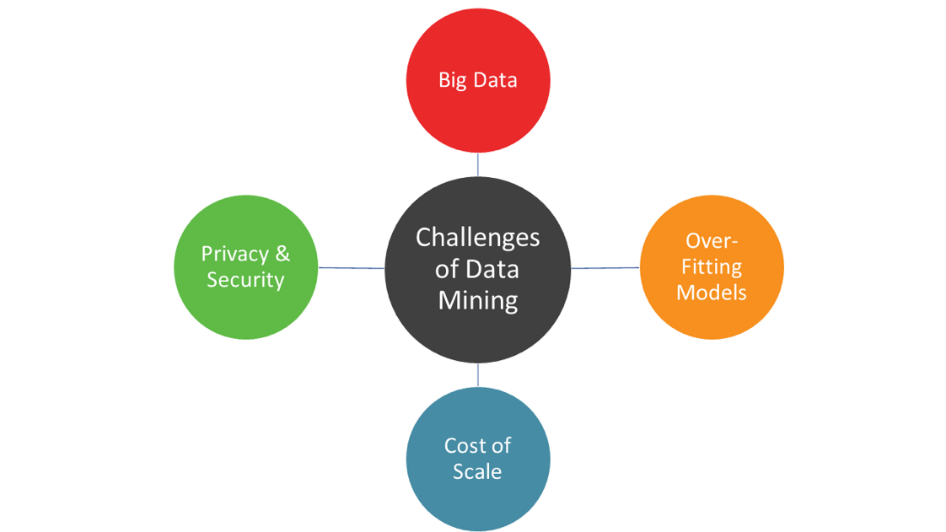 Big Data
Privacy &
Security
Challenges
of Data
Mining
Over-
Fitting
Models
Cost of
Scale